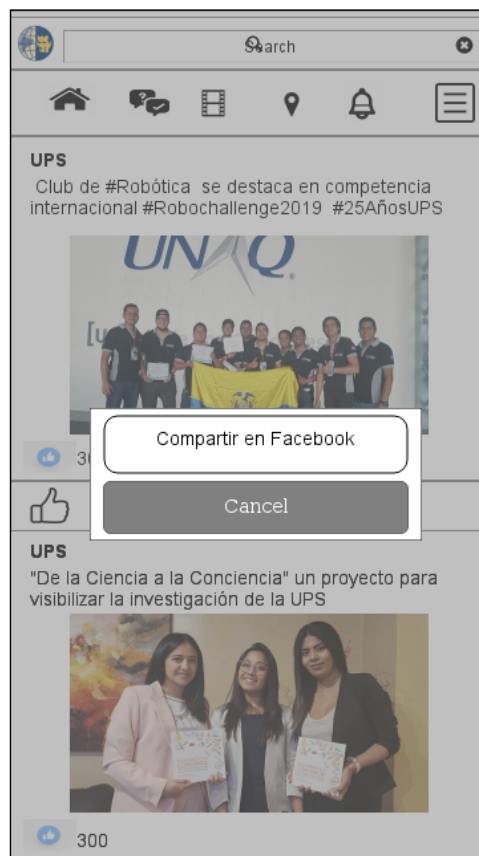 Search
UPS
Club de #Robótica se destaca en competencia
internacional #Robochallenge2019 #25AñosUPS
UNAQ
Compartir en Facebook
Cancel
UPS
"De la Ciencia a la Conciencia" un proyecto para
visibilizar la investigación de la UPS
300